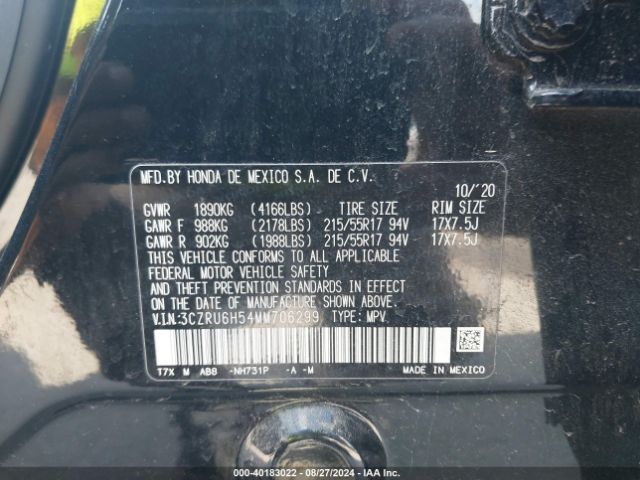 MFD.BY HONDA DE MEXICO S.A. DE C.V.
10/'20
GVWR 1890KG (4166LBS) TIRE SIZE RIM SIZE
GAWR F 988KG (2178LBS) 215/55R17 94V 17X7.5J
GAWR R 902KG (1988LBS) 215/55R17 94V 17X7.5J
THIS VEHICLE CONFORMS TO ALL APPLICABLE
FEDERAL MOTOR VEHICLE SAFETY
AND THEFT PREVENTION STANDARDS IN EFFECT
ON THE DATE OF MANUFACTURE SHOWN ABOVE.
V.I.N:3CZRU6H54MM706299 TYPE: MPV
T7X M AB8 -NH731P -A -M MADE IN MEXICO
000-40183022 - 08/27/2024 - IAA Inc.